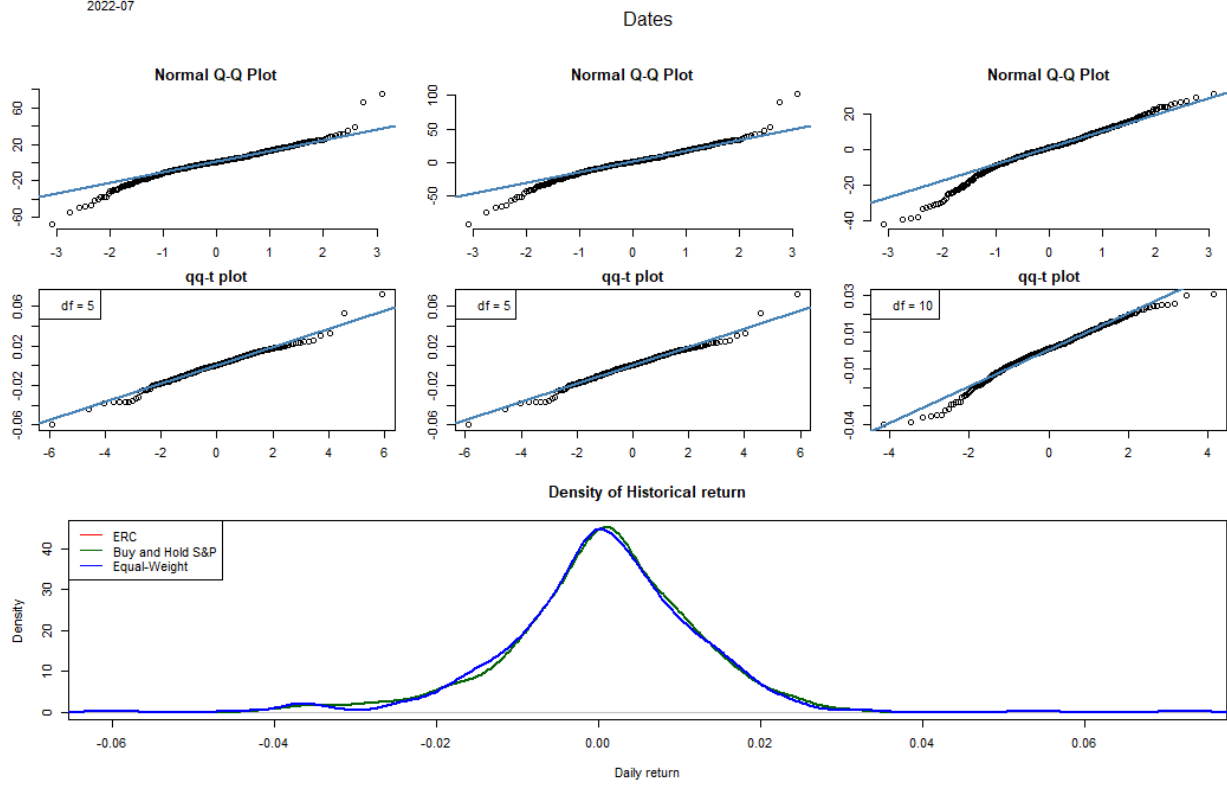 2022-07
Dates
Normal Q-Q Plot Normal Q-Q Plot Normal Q-Q Plot
60
20
-20
-60
100
50
0
-50
20
0
-20
-40
-3 -2 -1 0 1 2 3
-3 -2 -1 0 1 2 3
-3 -2 -1 0 1 2 3
qq-t plot qq-t plot qq-t plot
df = 5
df = 5
df = 10
0.06
0.02
-0.02
-0.06
0.06
0.02
-0.02
-0.06
0.03
0.01
-0.01
-0.04
-6 -4 -2 0 2 4 6
-6 -4 -2 0 2 4 6
-4 -2 0 2 4
Density of Historical return
ERC
Buy and Hold S&P
Equal-Weight
Density
40
30
20
10
0
-0.06 -0.04 -0.02 0.00 0.02 0.04 0.06
Daily return